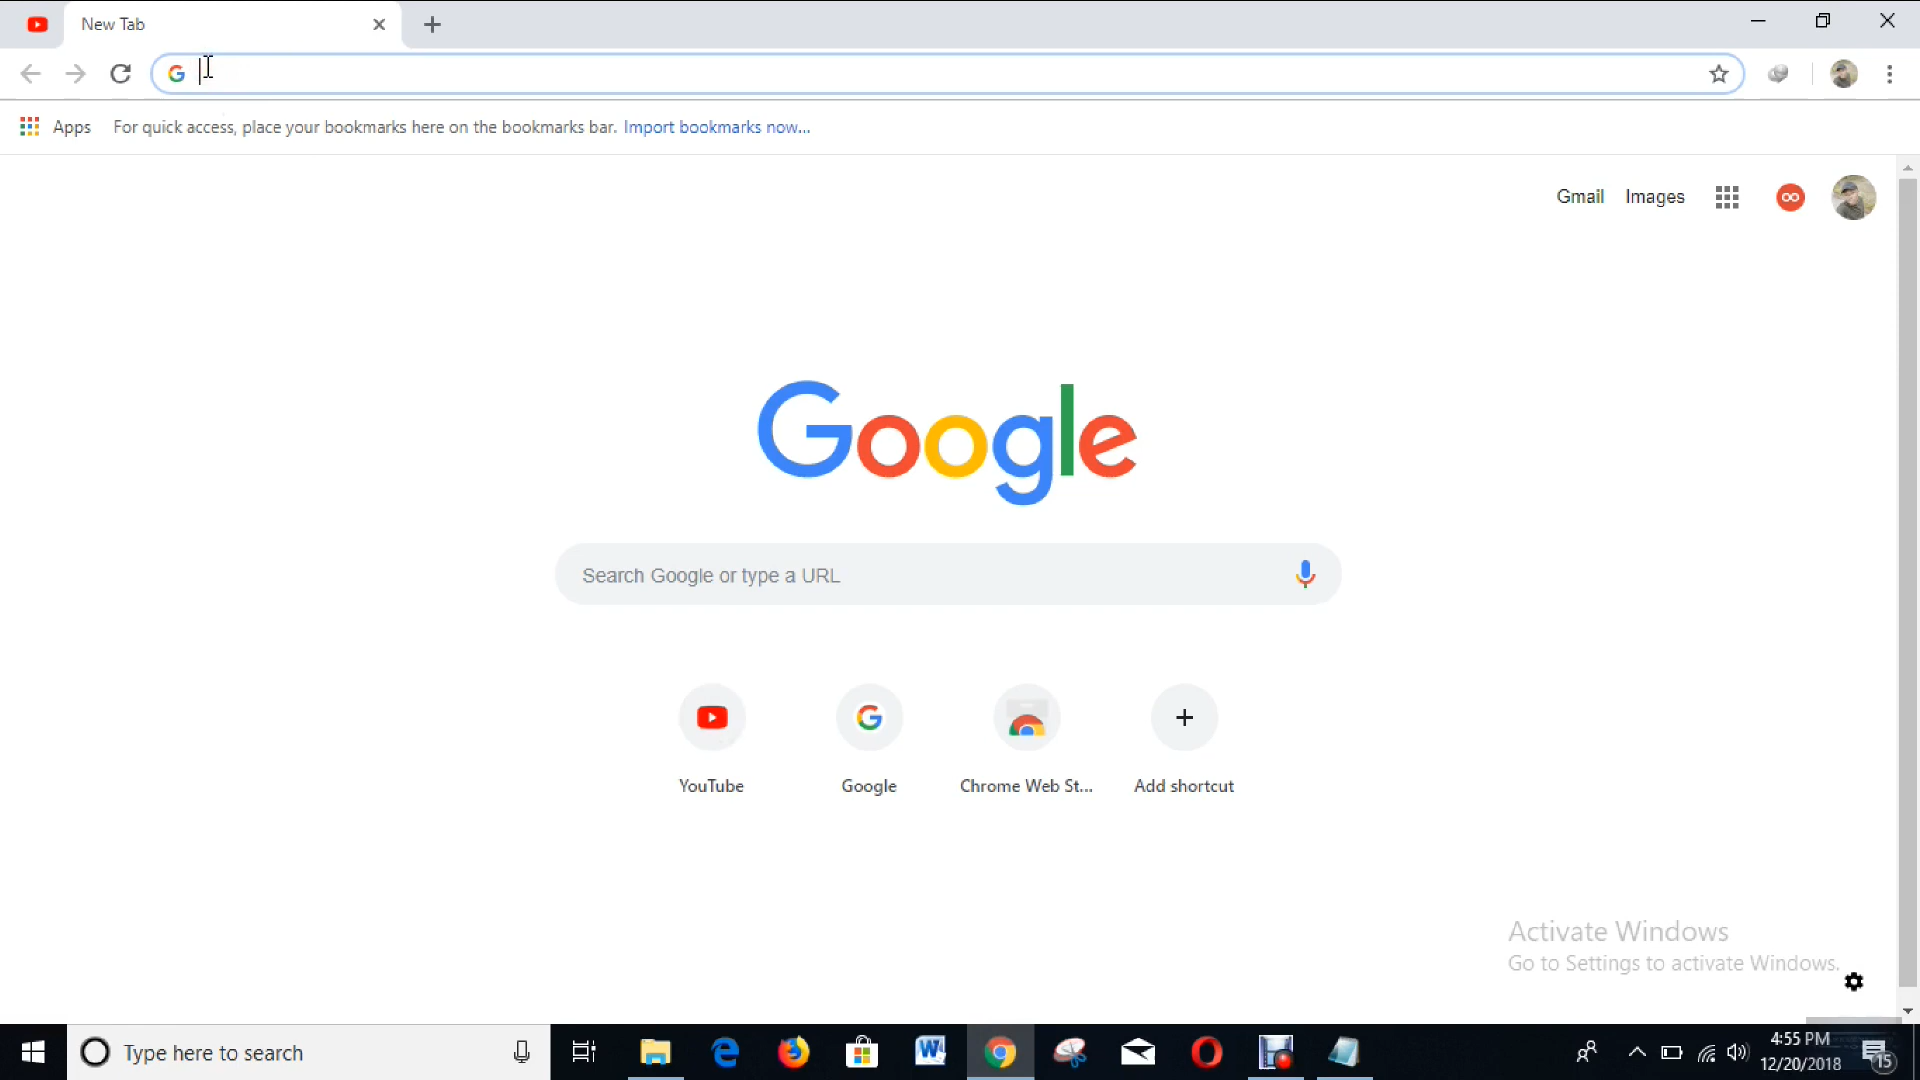 New Tab
Apps For quick access, place your bookmarks here on the bookmarks bar. Import bookmarks now...
Gmail Images
Google
Search Google or type a URL
YouTube Google Chrome Web St... Add shortcut
Activate Windows
Go to Settings to activate Windows.
Type here to search
4:55 PM
12/20/2018
15